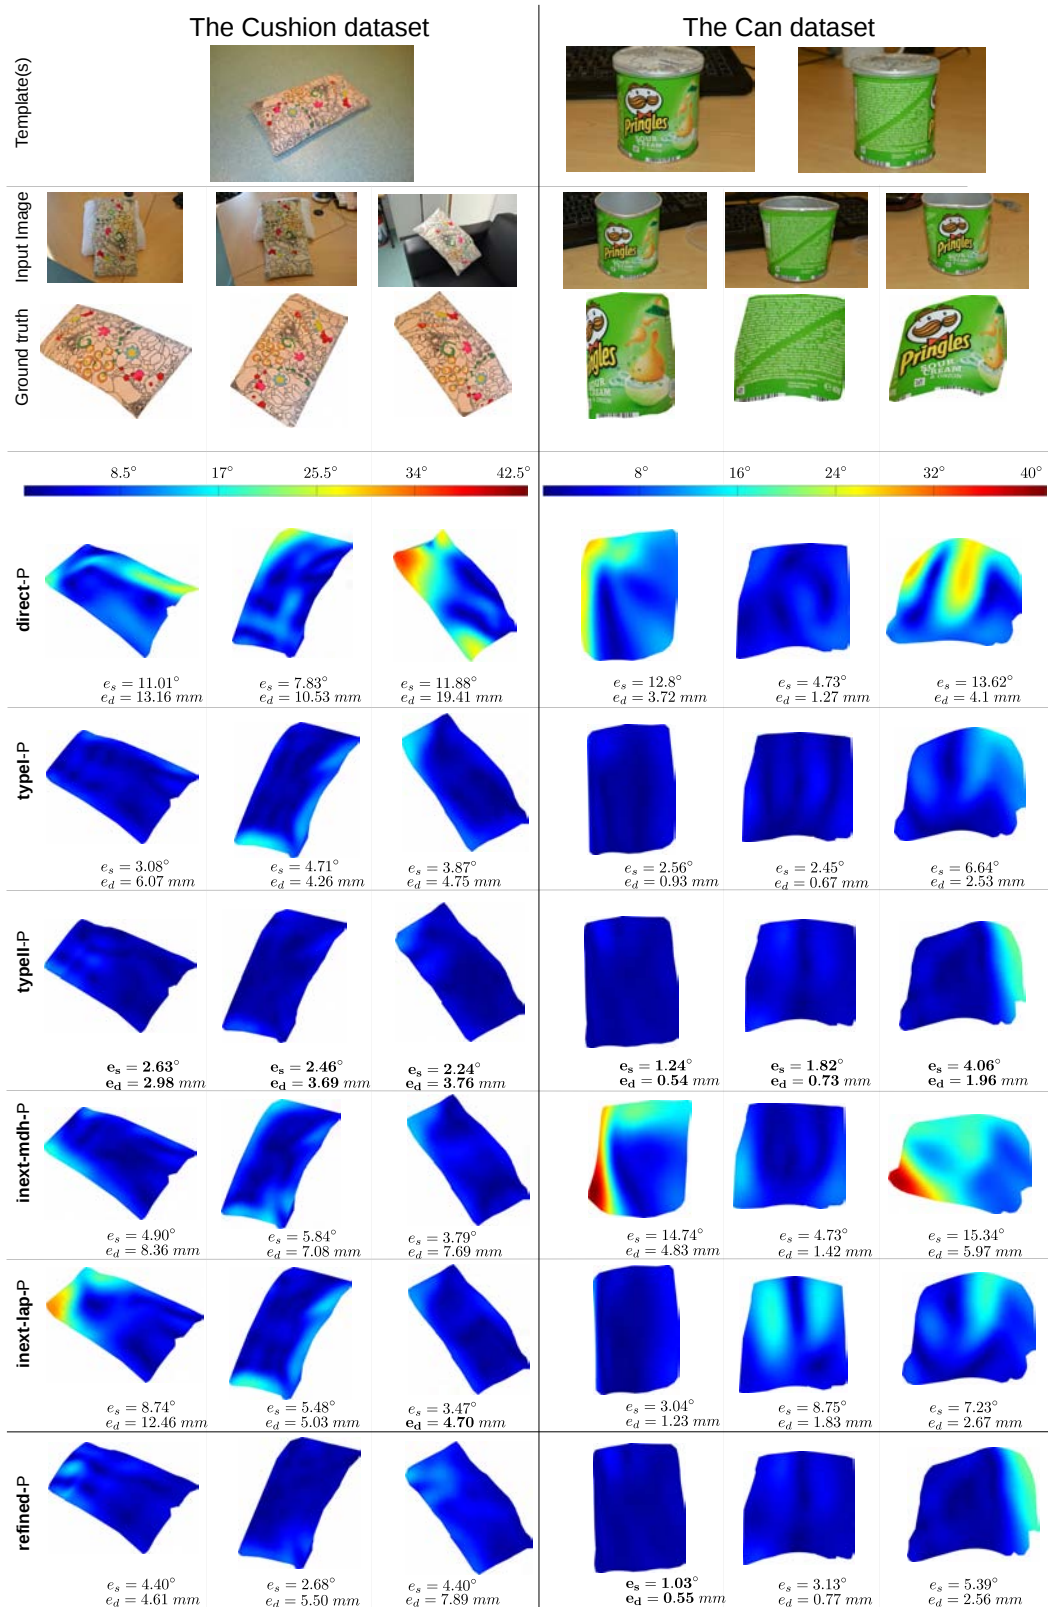 The Cushion dataset The Can dataset
Template(s)
Pringles
SOUR
CREAM
Input Image
Pringles
Pringles
Ground truth
Pringles
SOUR
CREAM
8.5° 17° 25.5° 34° 42.5° 8° 16° 24° 32° 40°
direct-P
e_s = 11.01° e_s = 7.83° e_s = 11.88° e_s = 12.8° e_s = 4.73° e_s = 13.62°
e_d = 13.16 mm e_d = 10.53 mm e_d = 19.41 mm e_d = 3.72 mm e_d = 1.27 mm e_d = 4.1 mm
typeI-P
e_s = 3.08° e_s = 4.71° e_s = 3.87° e_s = 2.56° e_s = 2.45° e_s = 6.64°
e_d = 6.07 mm e_d = 4.26 mm e_d = 4.75 mm e_d = 0.93 mm e_d = 0.67 mm e_d = 2.53 mm
typeII-P
e_s = 2.63° e_s = 2.46° e_s = 2.24° e_s = 1.24° e_s = 1.82° e_s = 4.06°
e_d = 2.98 mm e_d = 3.69 mm e_d = 3.76 mm e_d = 0.54 mm e_d = 0.73 mm e_d = 1.96 mm
inext-mdh-P
e_s = 4.90° e_s = 5.84° e_s = 3.79° e_s = 14.74° e_s = 4.73° e_s = 15.34°
e_d = 8.36 mm e_d = 7.08 mm e_d = 7.69 mm e_d = 4.83 mm e_d = 1.42 mm e_d = 5.97 mm
inext-lap-P
e_s = 8.74° e_s = 5.48° e_s = 3.47° e_s = 3.04° e_s = 8.75° e_s = 7.23°
e_d = 12.46 mm e_d = 5.03 mm e_d = 4.70 mm e_d = 1.23 mm e_d = 1.83 mm e_d = 2.67 mm
refined-P
e_s = 4.40° e_s = 2.68° e_s = 4.40° e_s = 1.03° e_s = 3.13° e_s = 5.39°
e_d = 4.61 mm e_d = 5.50 mm e_d = 7.89 mm e_d = 0.55 mm e_d = 0.77 mm e_d = 2.56 mm